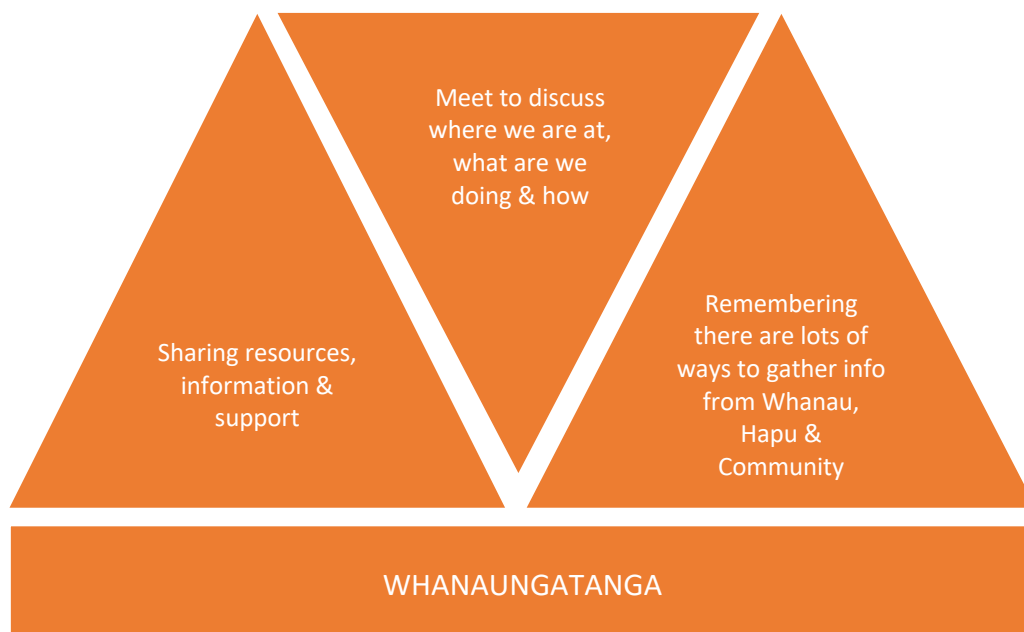 Meet to discuss
where we are at,
what are we
doing & how
Sharing resources,
information &
support
Remembering
there are lots of
ways to gather info
from Whanau,
Hapu &
Community
WHANAUNGATANGA